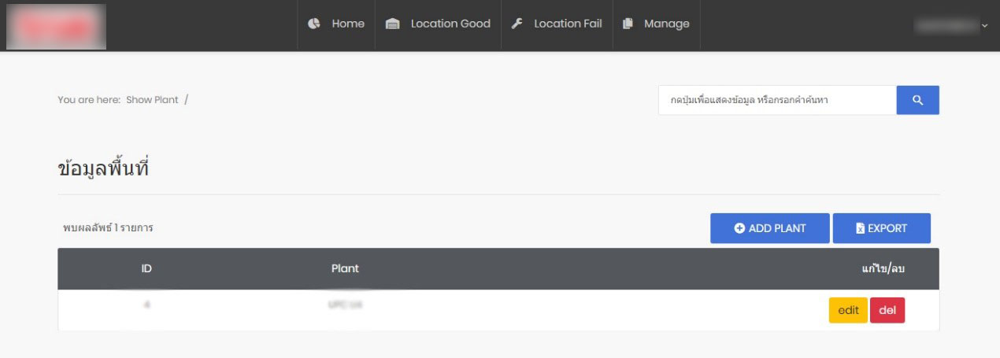 Home Location Good Location Fail Manage
You are here: Show Plant /
กดปุ่มเพื่อแสดงข้อมูล หรือกรอกคำค้นหา
ข้อมูลพื้นที่
พบผลลัพธ์ 1 รายการ
ADD PLANT EXPORT
ID Plant แก้ไข/ลบ
edit del